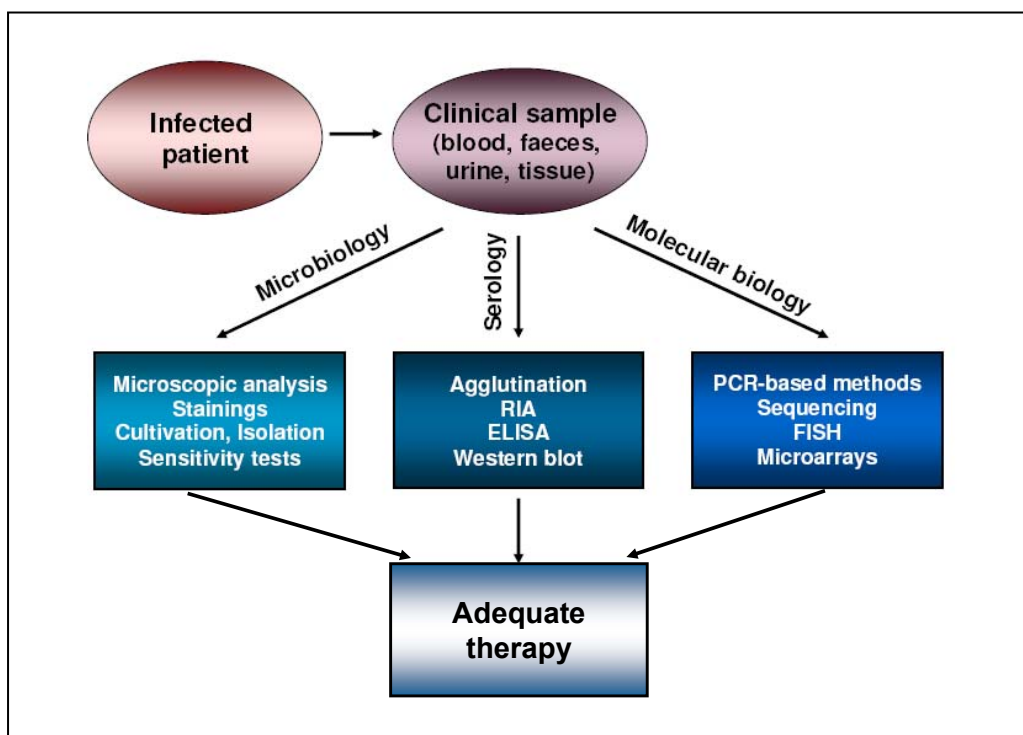 Infected
patient
Clinical sample
(blood, faeces,
urine, tissue)
Microbiology
Serology
Molecular biology
Microscopic analysis
Stainings
Cultivation, Isolation
Sensitivity tests
Agglutination
RIA
ELISA
Western blot
PCR-based methods
Sequencing
FISH
Microarrays
Adequate
therapy